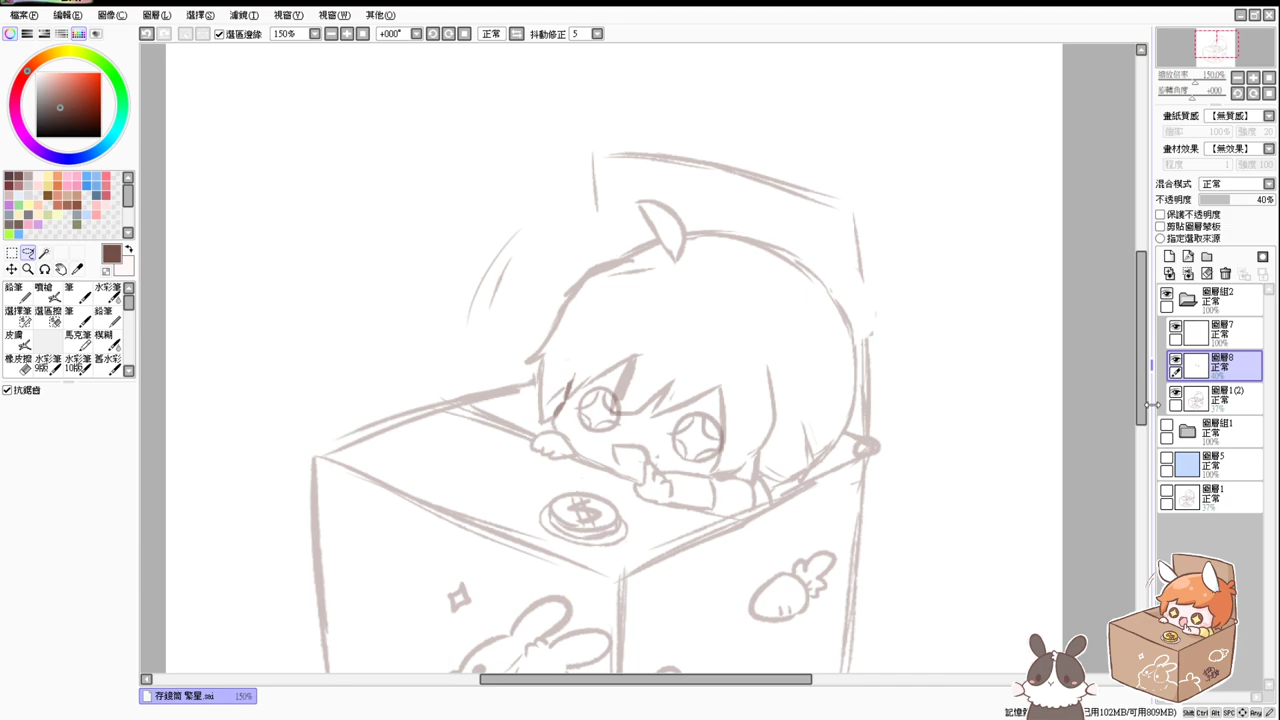 檔案(F) 編輯(E) 圖像(C) 圖層(L) 選擇(S) 濾鏡(T) 視窗(V) 視窗(W) 其他(O)
選區邊緣 150% +000° 正常 抖動修正 5
縮放倍率 150.0%
旋轉角度 +000
畫紙質感 【無質感】
100% 強度 20
畫材效果 【無效果】
程度 1 強度 100
混合模式 正常
不透明度 40%
保護不透明度
剪貼圖層蒙板
指定選取來源
鉛筆 噴槍 筆 水彩筆
選擇筆 選區擦 筆 鉛筆
皮膚 馬克筆 模糊
橡皮擦 水彩筆 水彩筆 舊水彩
抗鋸齒
圖層組2
正常
100%
圖層7
正常
100%
圖層8
正常
40%
圖層1(2)
正常
37%
圖層組1
正常
100%
圖層5
正常
100%
圖層1
正常
37%
$
存錢筒 繁星.sai 150%
已用102MB/可用809MB) Shift Ctrl Alt SPC Any